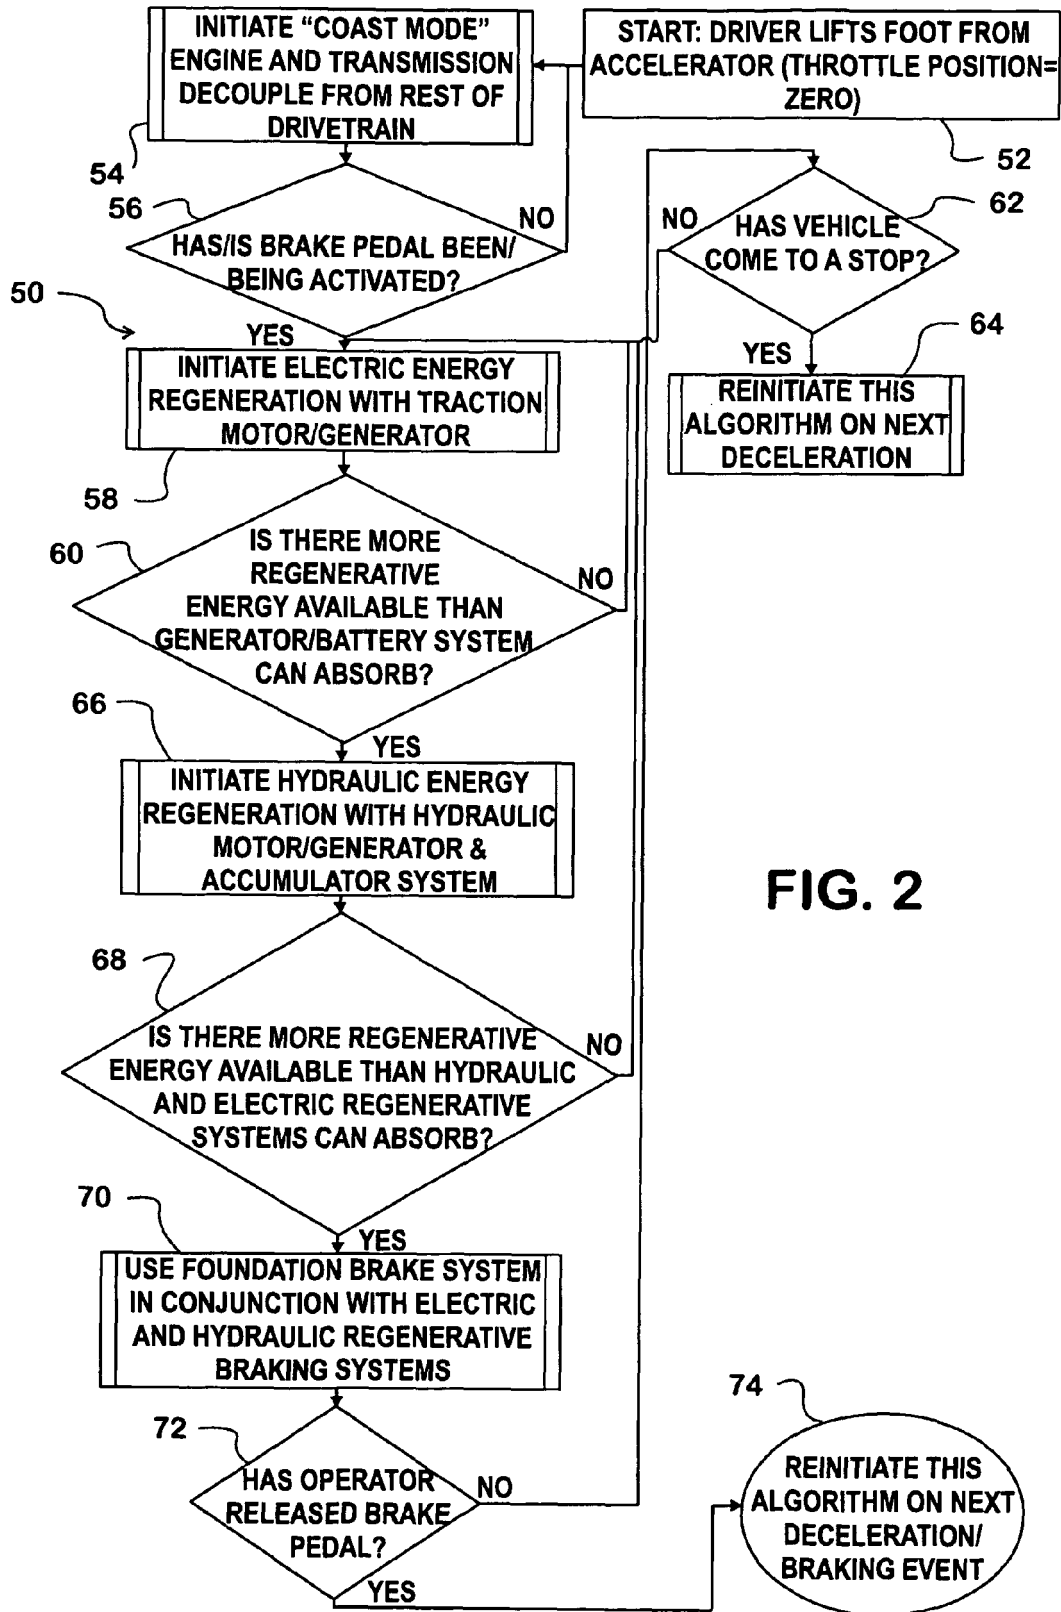 START: DRIVER LIFTS FOOT FROM
ACCELERATOR (THROTTLE POSITION=
ZERO)
52
INITIATE “COAST MODE”
ENGINE AND TRANSMISSION
DECOUPLE FROM REST OF
DRIVETRAIN
54
56
HAS/IS BRAKE PEDAL BEEN/
BEING ACTIVATED?
NO
YES
50
INITIATE ELECTRIC ENERGY
REGENERATION WITH TRACTION
MOTOR/GENERATOR
58
60
IS THERE MORE
REGENERATIVE
ENERGY AVAILABLE THAN
GENERATOR/BATTERY SYSTEM
CAN ABSORB?
NO
YES
62
HAS VEHICLE
COME TO A STOP?
NO
YES
64
REINITIATE THIS
ALGORITHM ON NEXT
DECELERATION
66
INITIATE HYDRAULIC ENERGY
REGENERATION WITH HYDRAULIC
MOTOR/GENERATOR &
ACCUMULATOR SYSTEM
FIG. 2
68
IS THERE MORE REGENERATIVE
ENERGY AVAILABLE THAN HYDRAULIC
AND ELECTRIC REGENERATIVE
SYSTEMS CAN ABSORB?
NO
YES
70
USE FOUNDATION BRAKE SYSTEM
IN CONJUNCTION WITH ELECTRIC
AND HYDRAULIC REGENERATIVE
BRAKING SYSTEMS
72
HAS OPERATOR
RELEASED BRAKE
PEDAL?
NO
YES
74
REINITIATE THIS
ALGORITHM ON NEXT
DECELERATION/
BRAKING EVENT